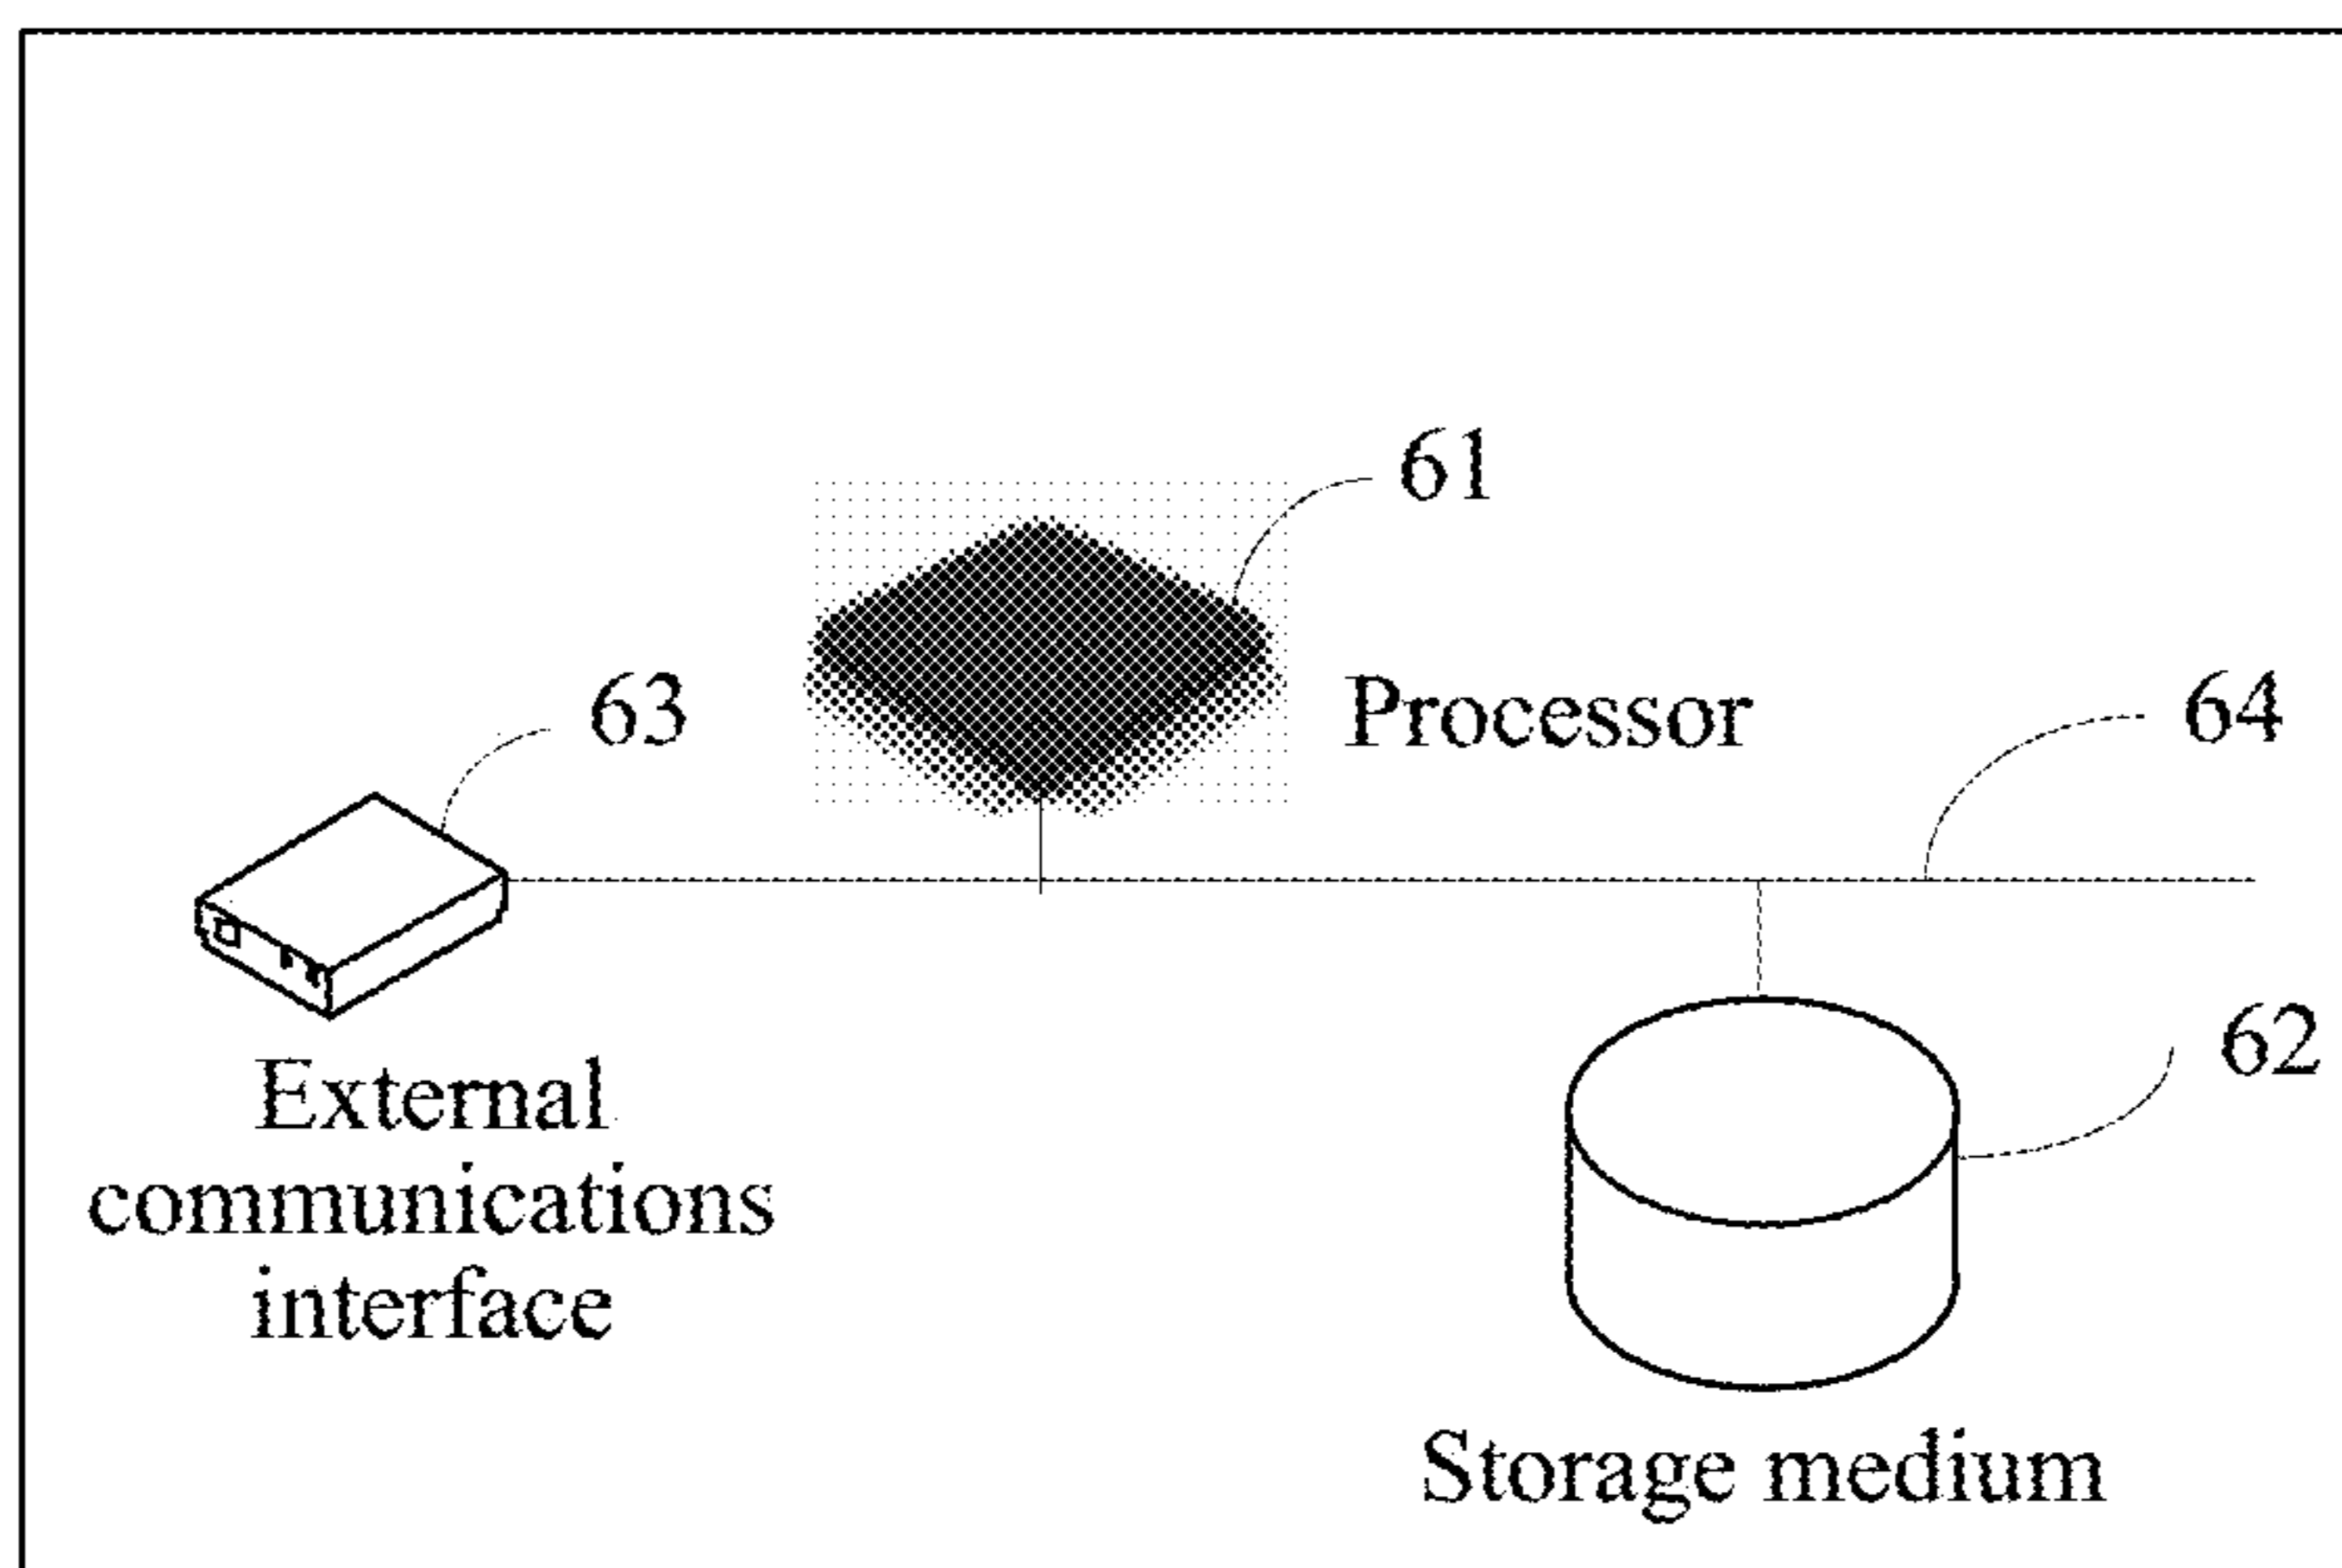 61
Processor
63
64
External
communications
interface
62
Storage medium